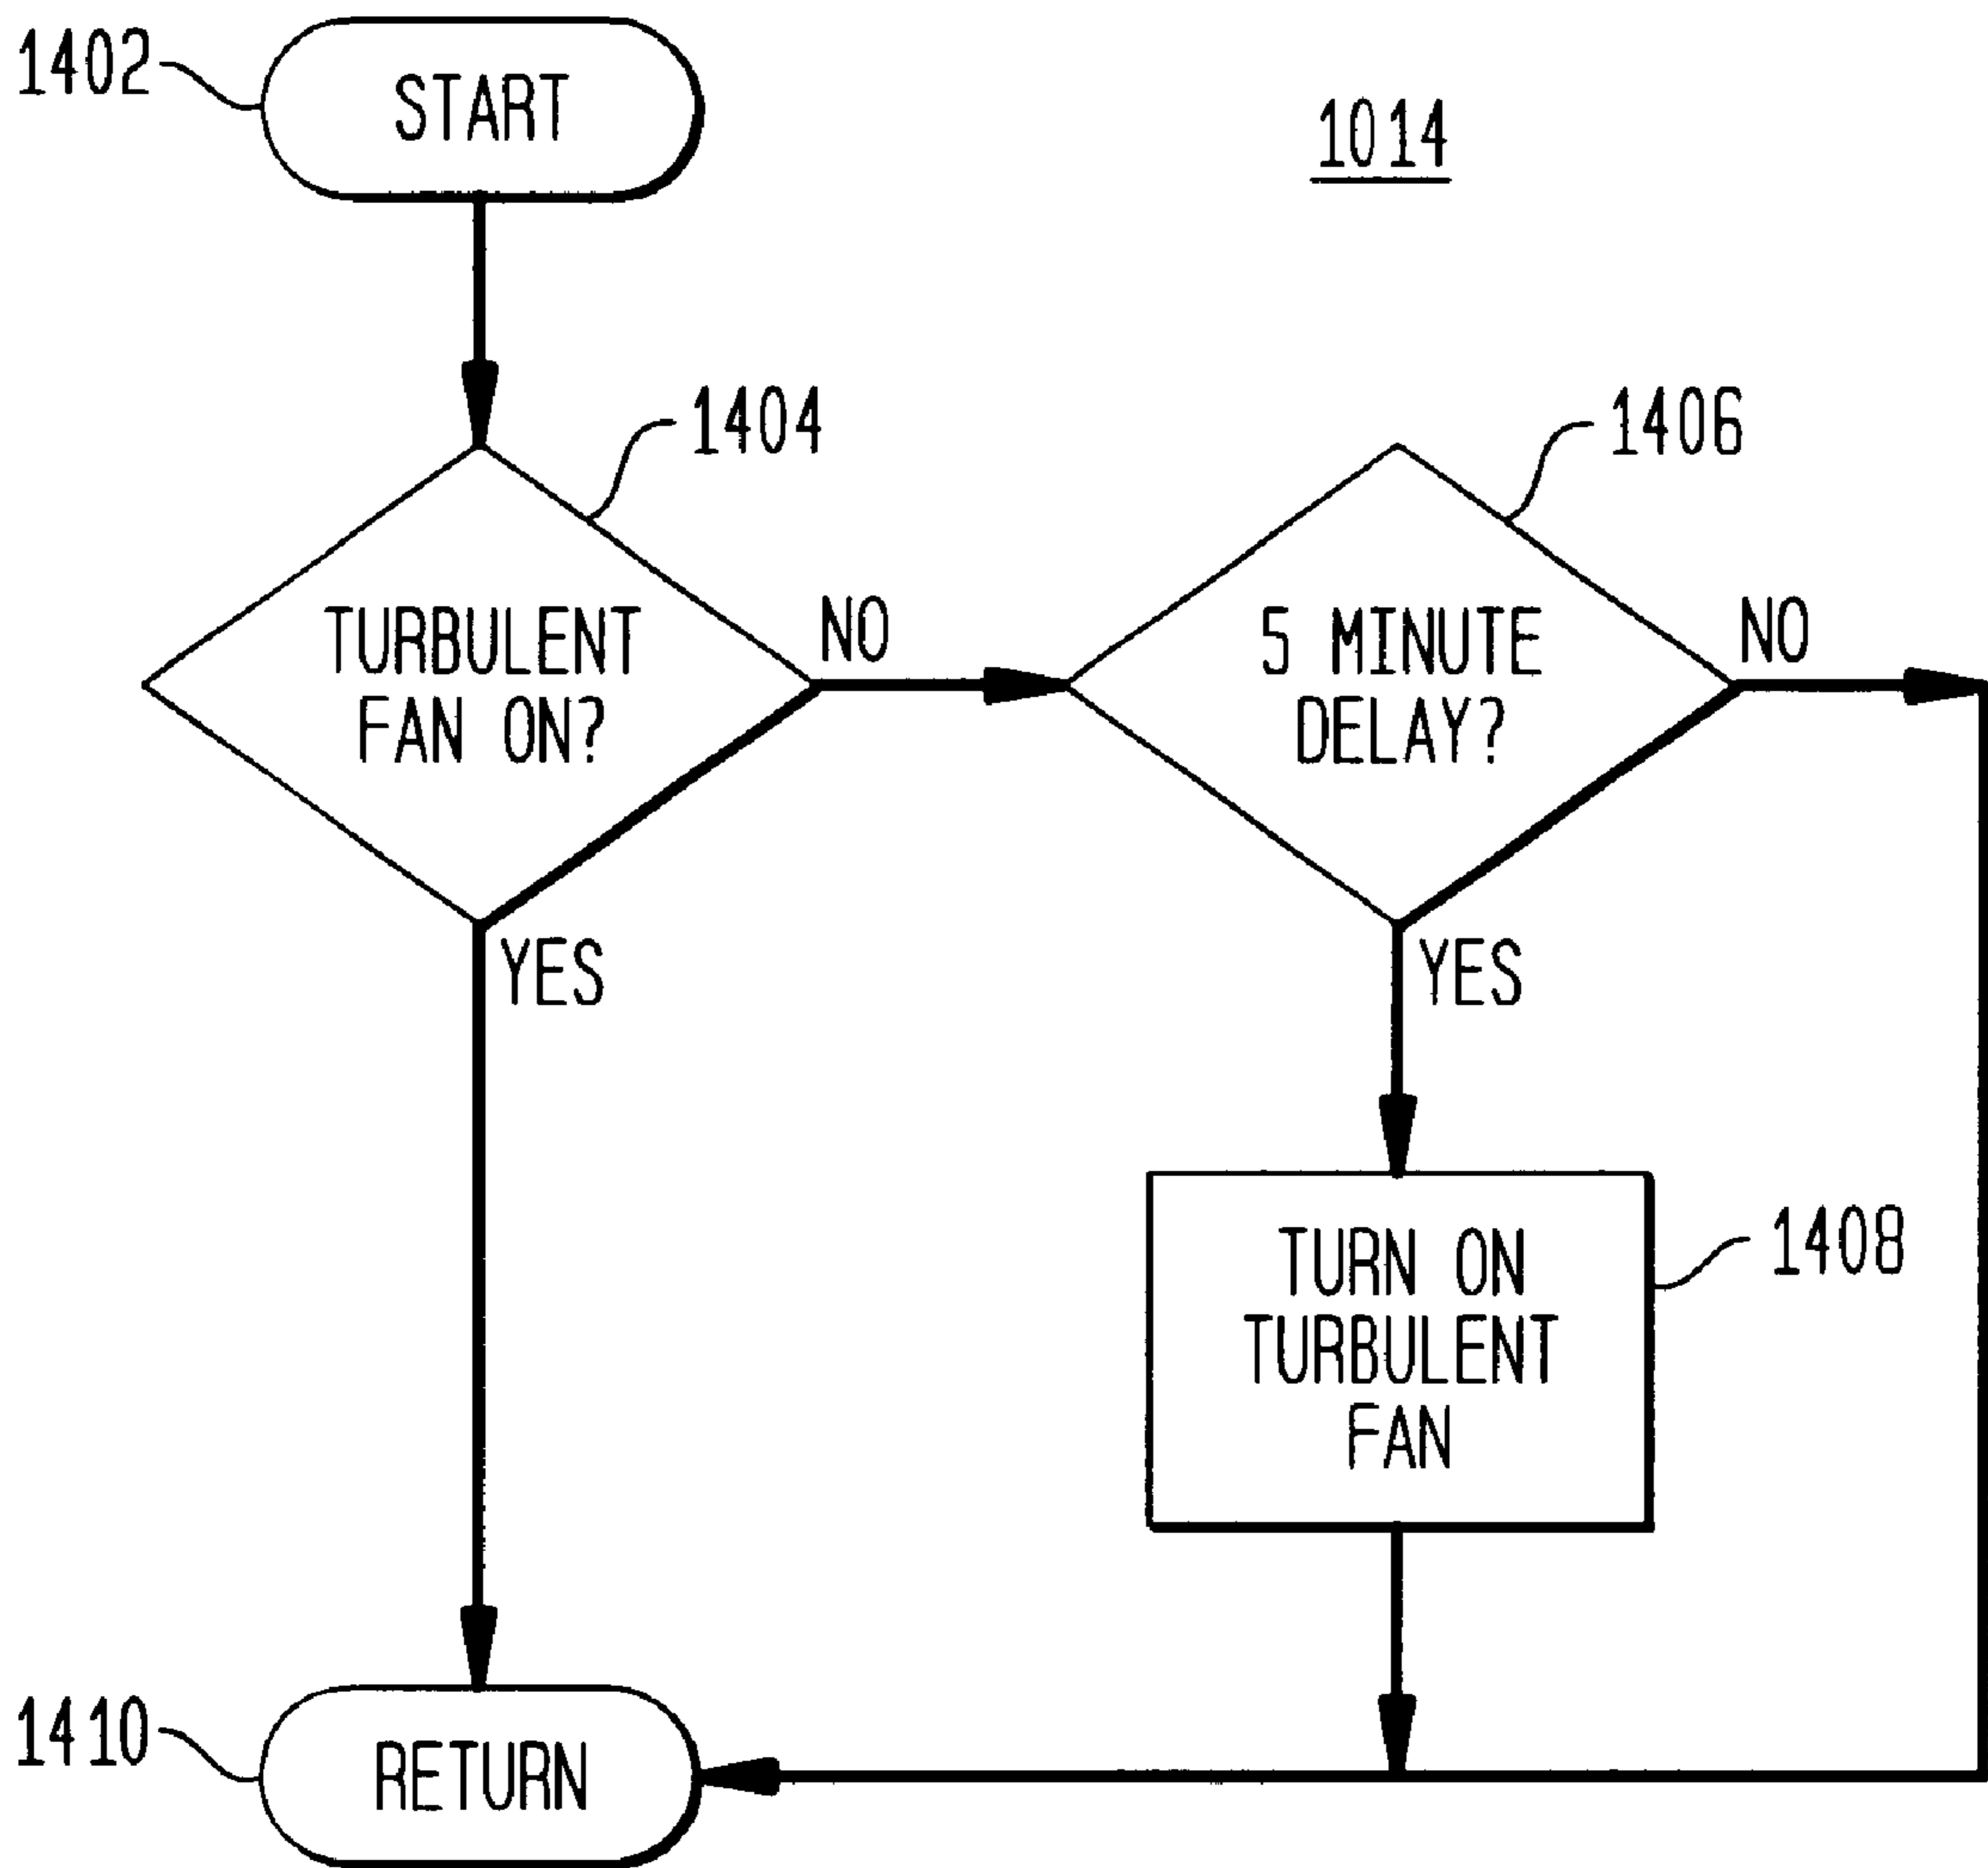 1402
START
1014
1404
1406
TURBULENT
FAN ON?
NO
5 MINUTE
DELAY?
NO
YES
YES
TURN ON
TURBULENT
FAN
1408
1410
RETURN